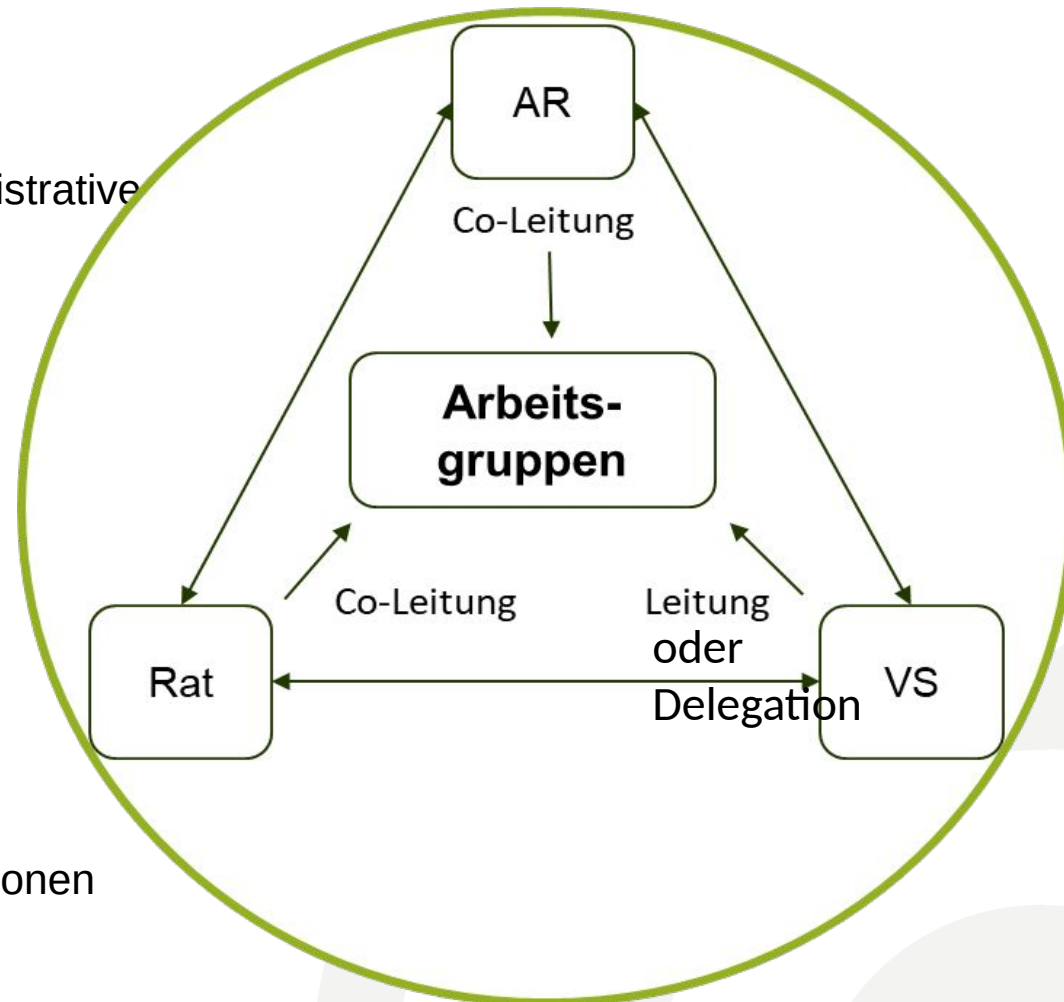 AR
istrative
Co-Leitung
Arbeits-
gruppen
Co-Leitung
Leitung
oder
Rat
VS
Delegation
onen